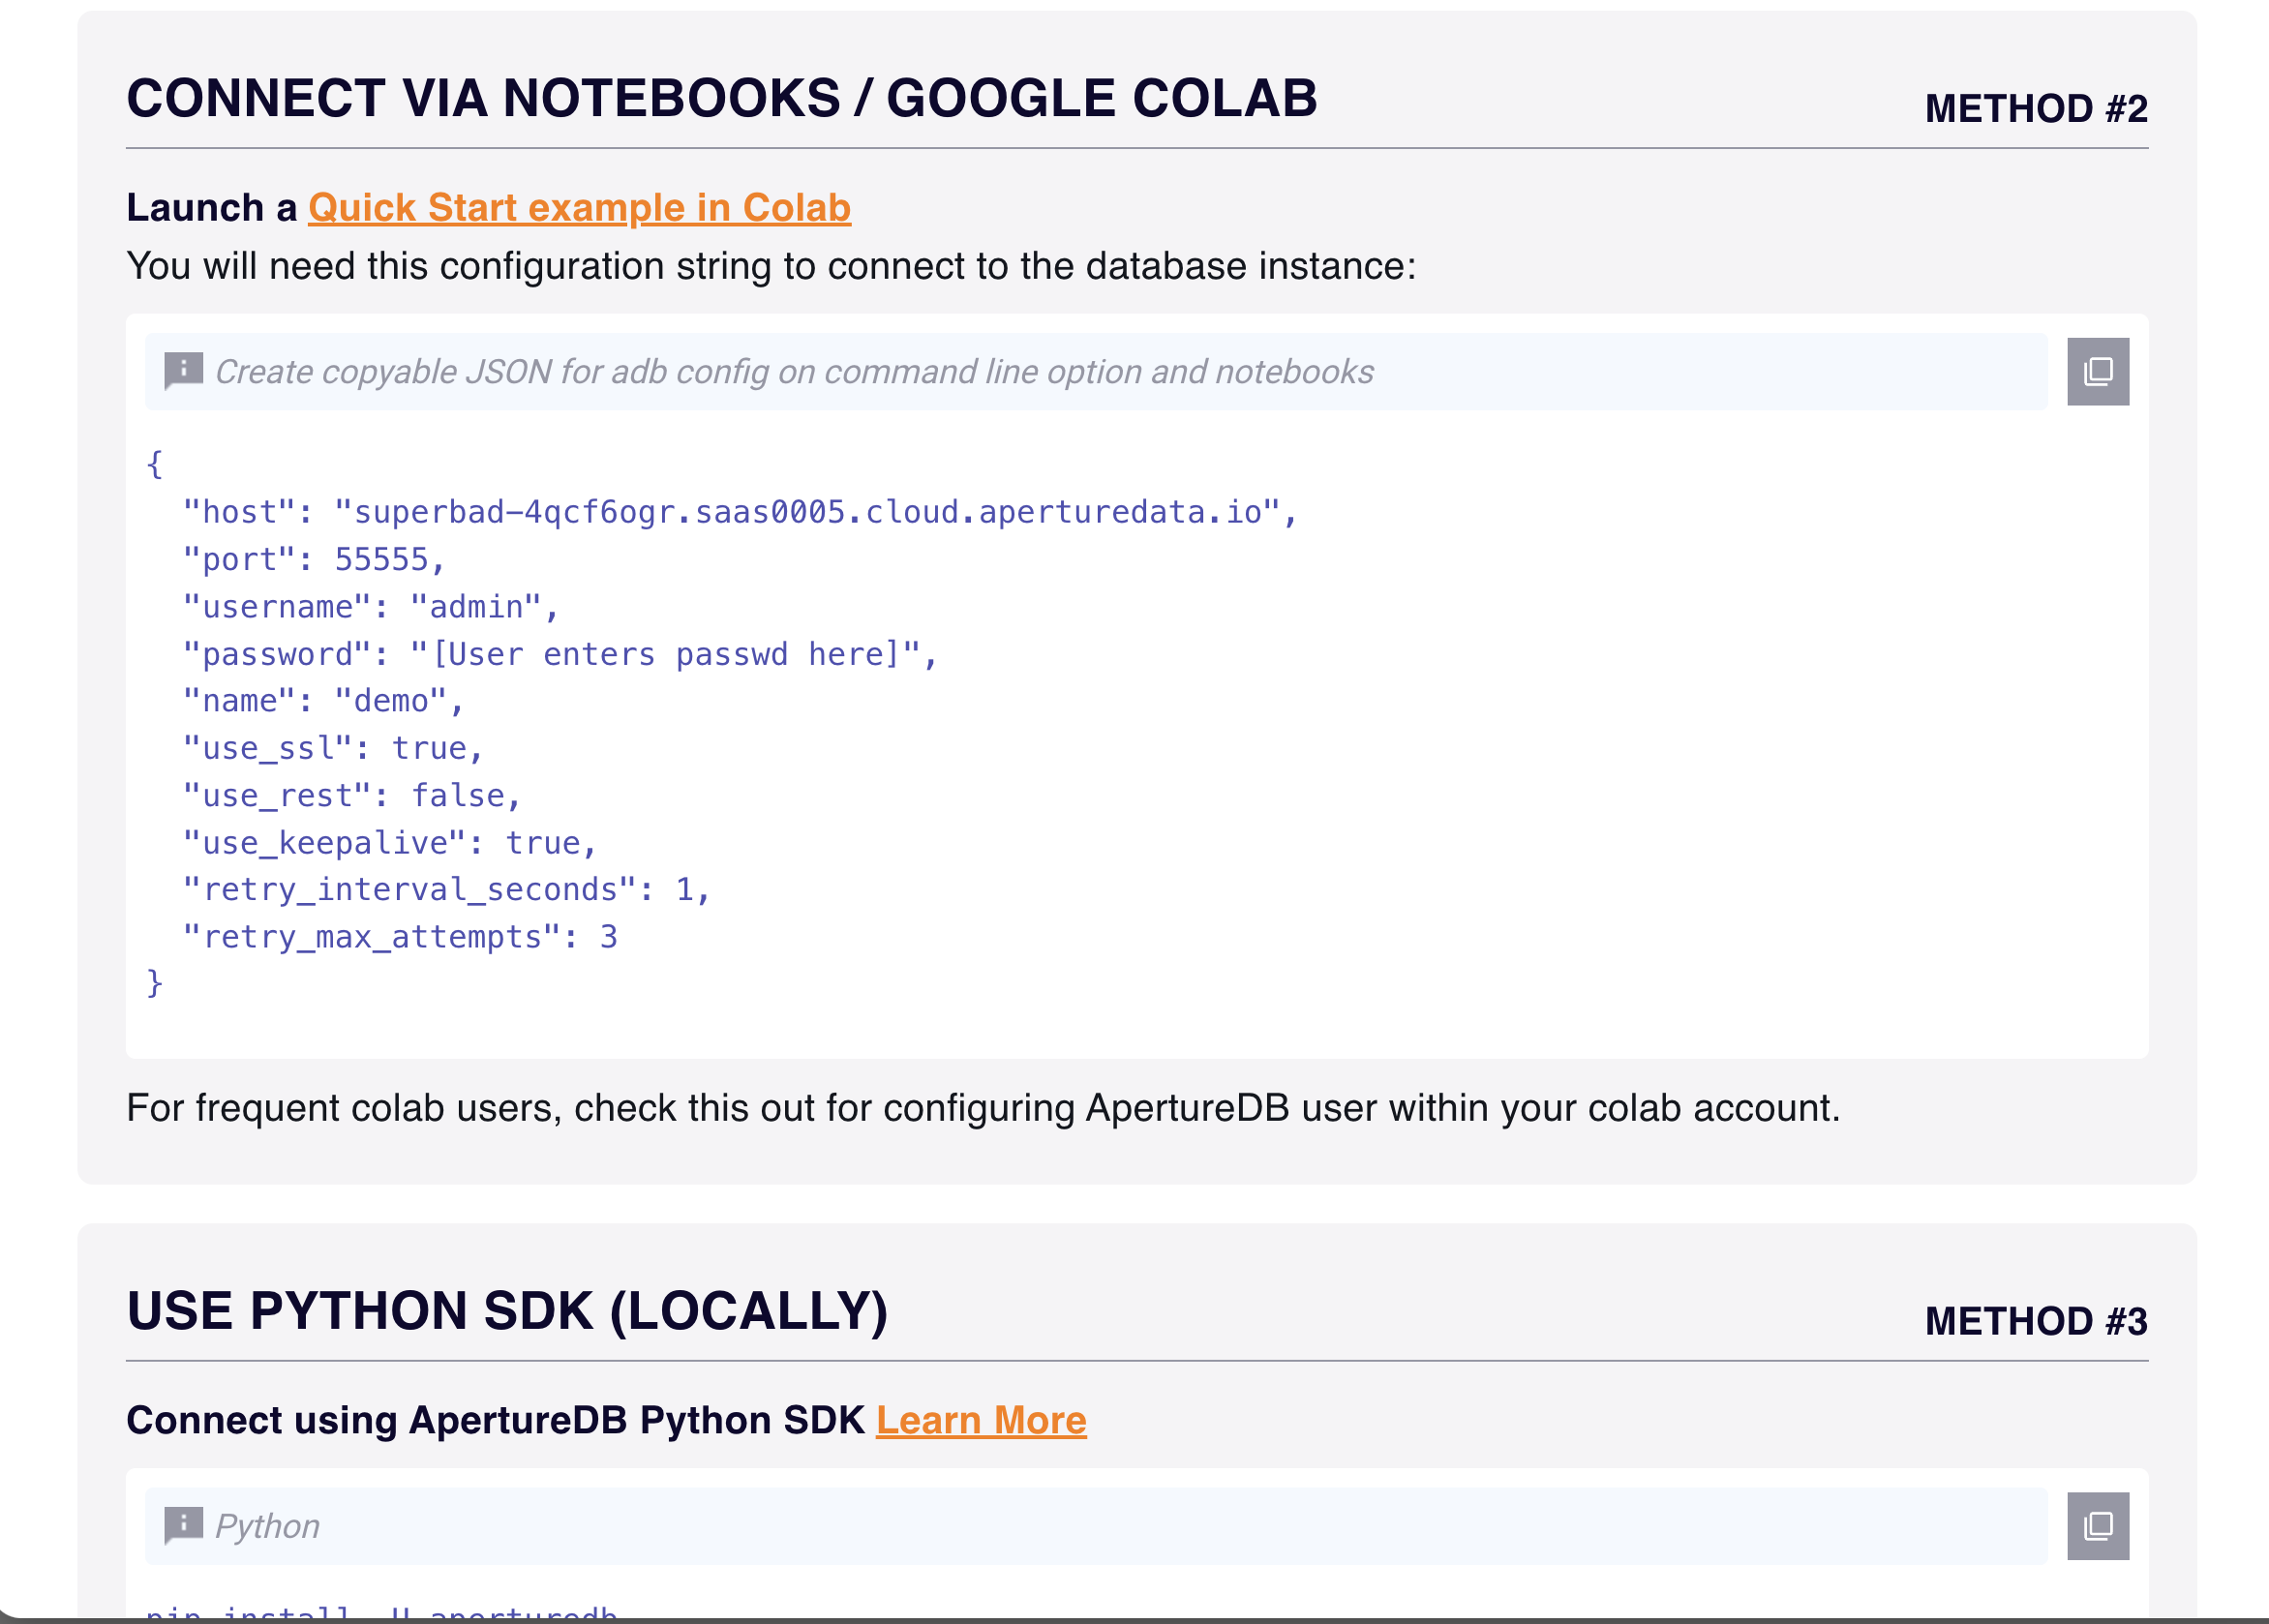 CONNECT VIA NOTEBOOKS / GOOGLE COLAB
METHOD #2
Launch a Quick Start example in Colab
You will need this configuration string to connect to the database instance:
Create copyable JSON for adb config on command line option and notebooks
{
  "host": "superbad-4qcf6ogr.saas0005.cloud.aperturedata.io",
  "port": 55555,
  "username": "admin",
  "password": "[User enters passwd here]",
  "name": "demo",
  "use_ssl": true,
  "use_rest": false,
  "use_keepalive": true,
  "retry_interval_seconds": 1,
  "retry_max_attempts": 3
}
For frequent colab users, check this out for configuring ApertureDB user within your colab account.
USE PYTHON SDK (LOCALLY)
METHOD #3
Connect using ApertureDB Python SDK Learn More
Python
pip install -U aperturedb